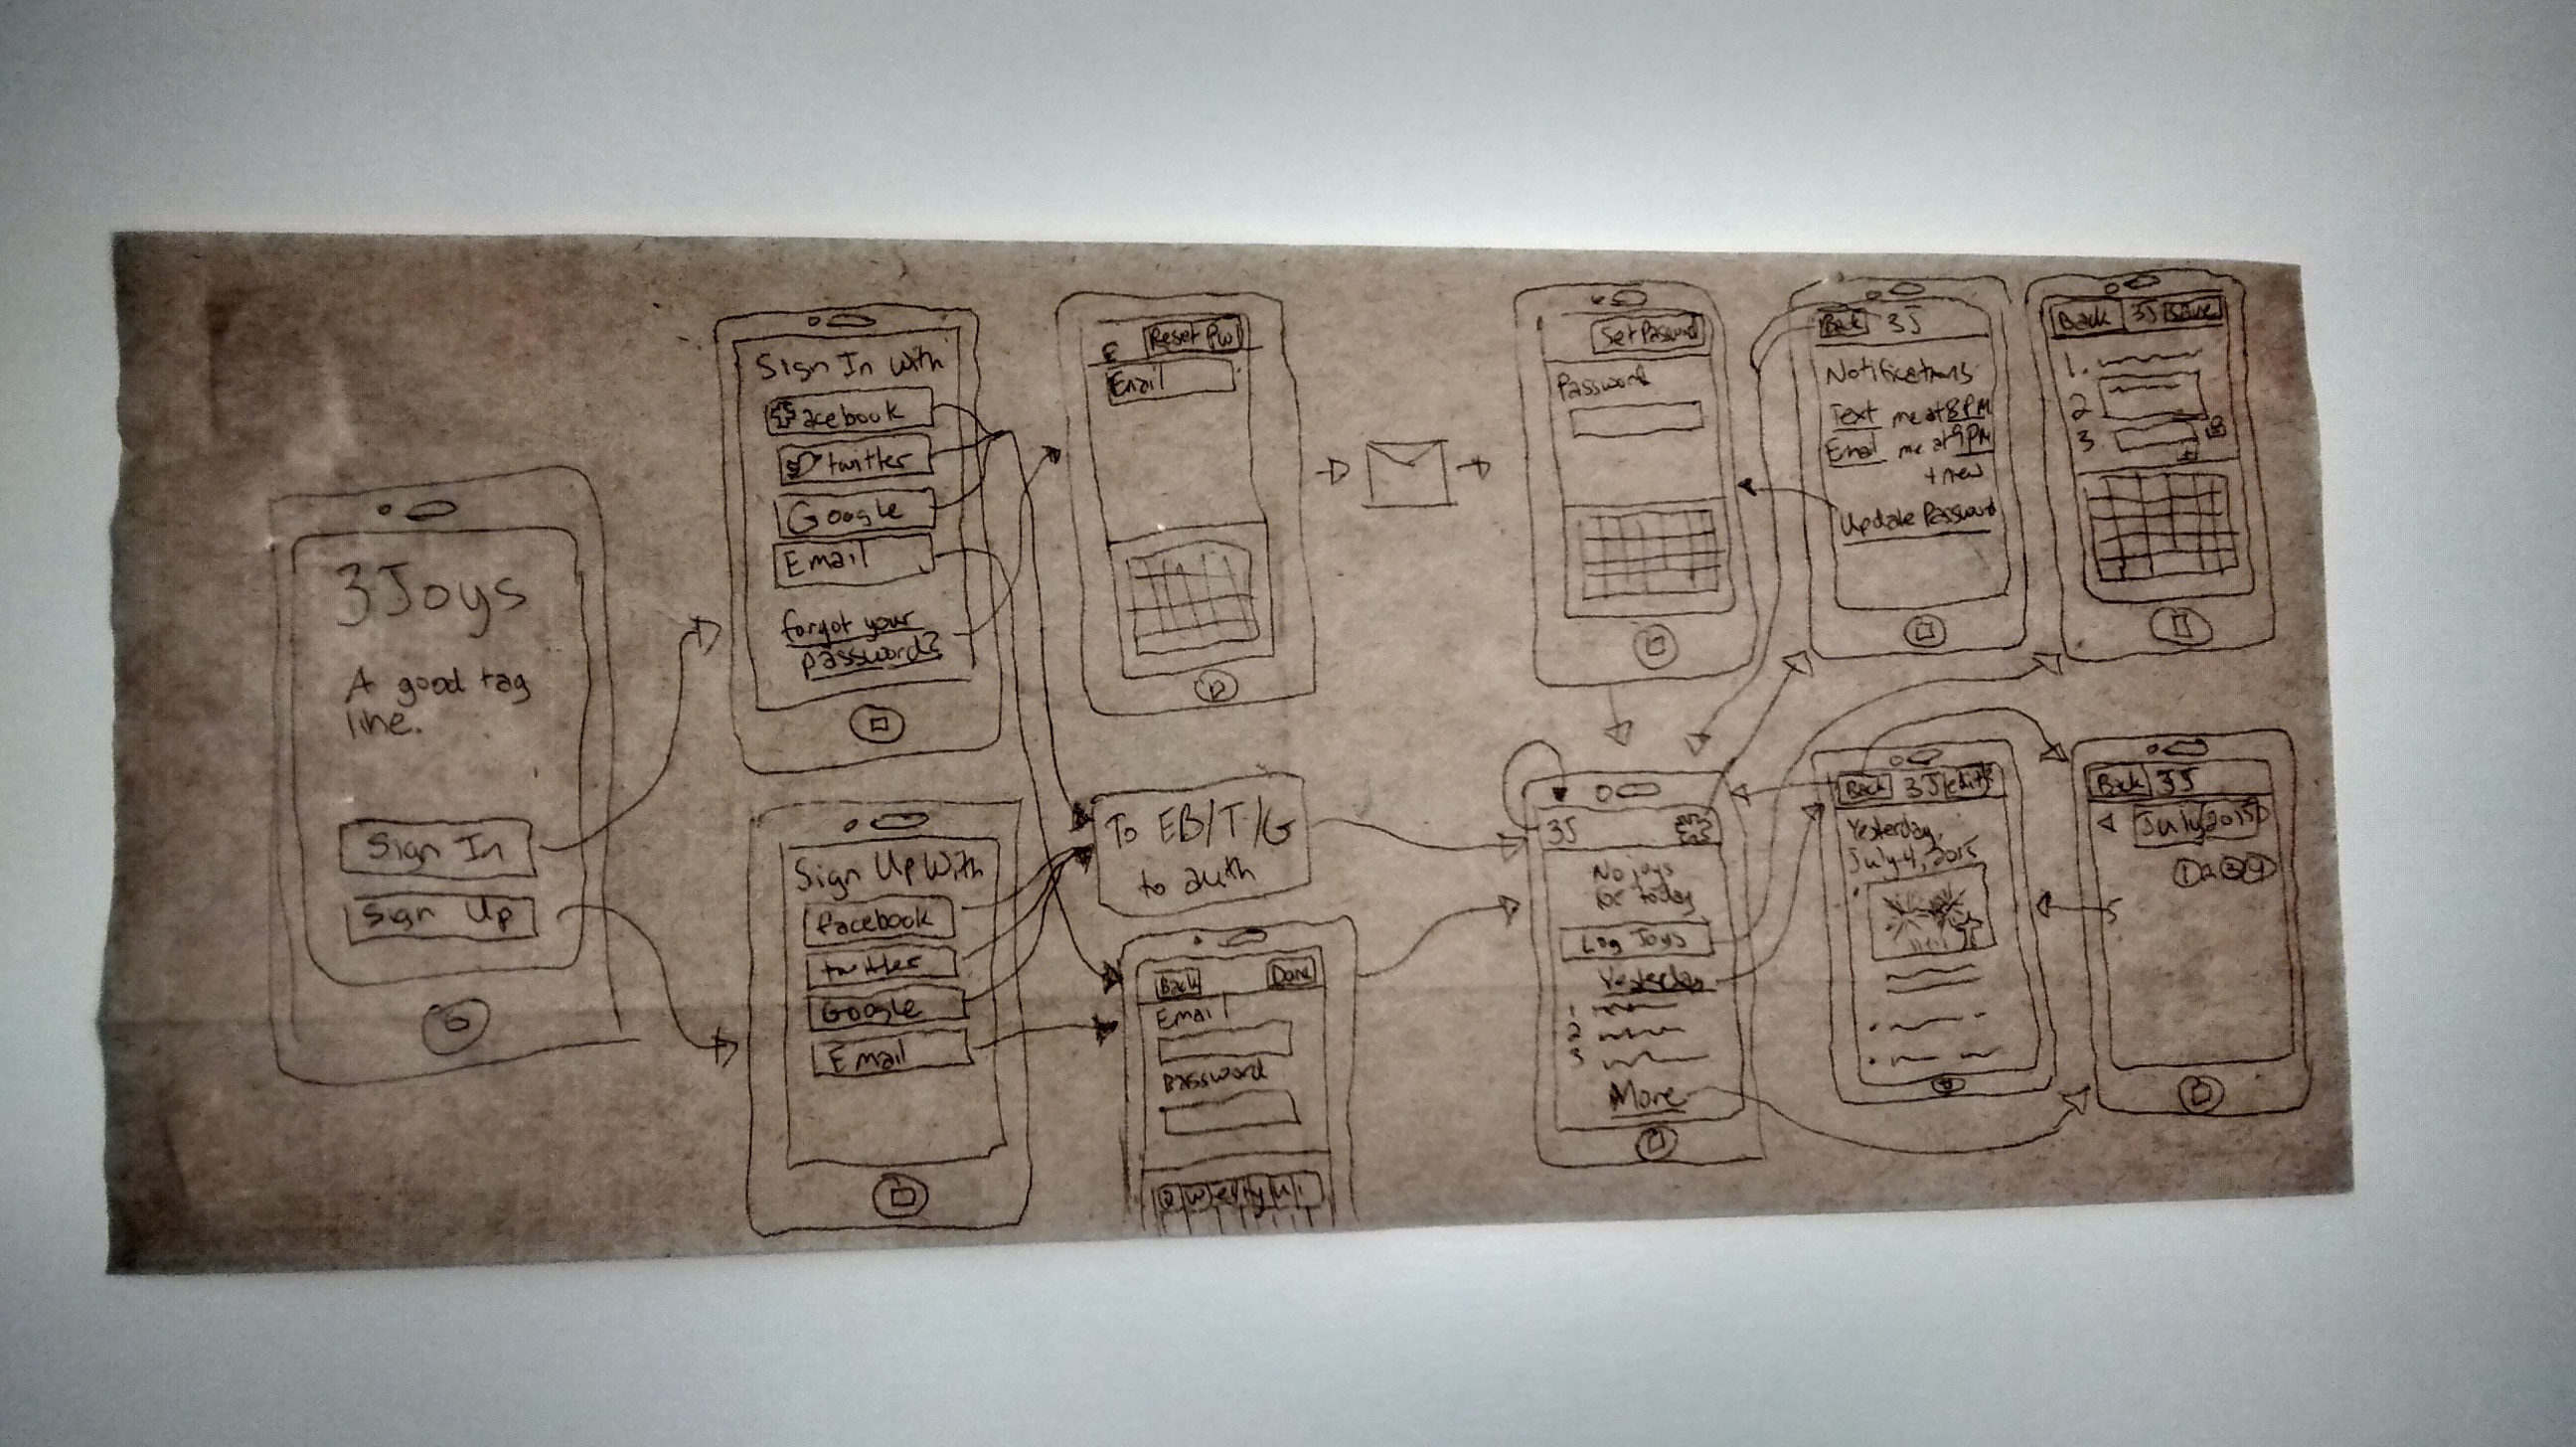 3Joys
A good tag
line.
Sign In
Sign Up
Sign In with
facebook
twitter
Google
Email
forgot your
password?
Sign Up With
facebook
twitter
Google
Email
Reset PW
Email
To FB/T/G
to auth
Back Done
Email
Password
Q w e r t y u i
Set Password
Password
3J
No joys
for today
Log Joys
Yesterday
1
2
3
More
Back 3J
Notifications
Text me at 8PM
Email me at 9PM
+ new
Update Password
Back 3J Save
1.
2
3
Back 3J edit
Yesterday,
July 4, 2015
Back 3J
July 2015
1 2 3 4
5